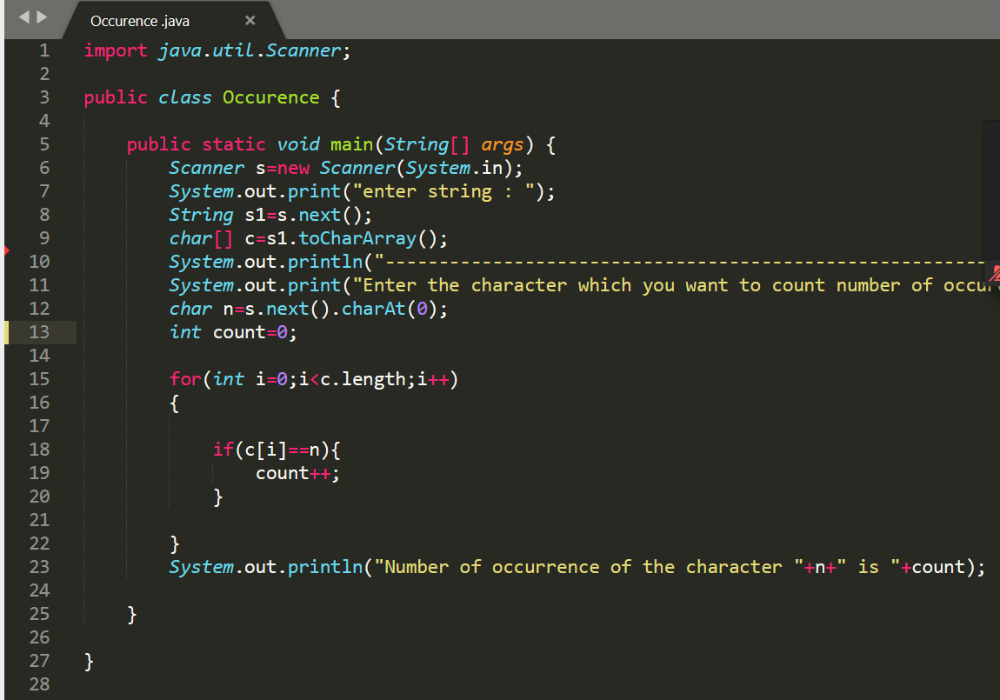 Occurence .java
1 import java.util.Scanner;
2
3 public class Occurence {
4
5 public static void main(String[] args) {
6 Scanner s=new Scanner(System.in);
7 System.out.print("enter string : ");
8 String s1=s.next();
9 char[] c=s1.toCharArray();
10 System.out.println("--------------------------------------------------------
11 System.out.print("Enter the character which you want to count number of
12 char n=s.next().charAt(0);
13 int count=0;
14
15 for(int i=0;i<c.length;i++)
16 {
17
18 if(c[i]==n){
19 count++;
20 }
21
22 }
23 System.out.println("Number of occurrence of the character "+n+" is "+count);
24
25 }
26
27 }
28